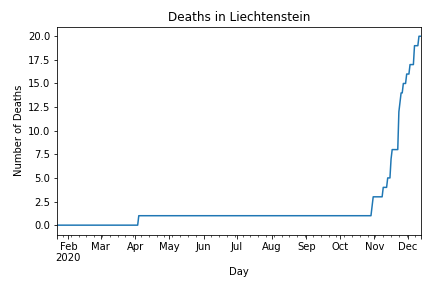 Deaths in Liechtenstein
20.0
17.5
15.0
12.5
10.0
7.5
5.0
2.5
0.0
Number of Deaths
Feb Mar Apr May Jun Jul Aug Sep Oct Nov Dec
2020
Day